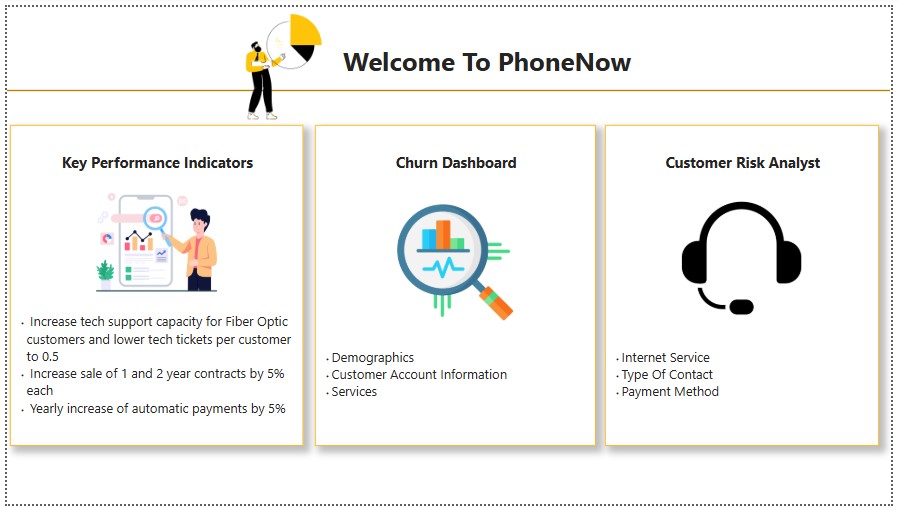 Welcome To PhoneNow
Key Performance Indicators
· Increase tech support capacity for Fiber Optic
customers and lower tech tickets per customer
to 0.5
· Increase sale of 1 and 2 year contracts by 5%
each
· Yearly increase of automatic payments by 5%
Churn Dashboard
· Demographics
· Customer Account Information
· Services
Customer Risk Analyst
· Internet Service
· Type Of Contact
· Payment Method